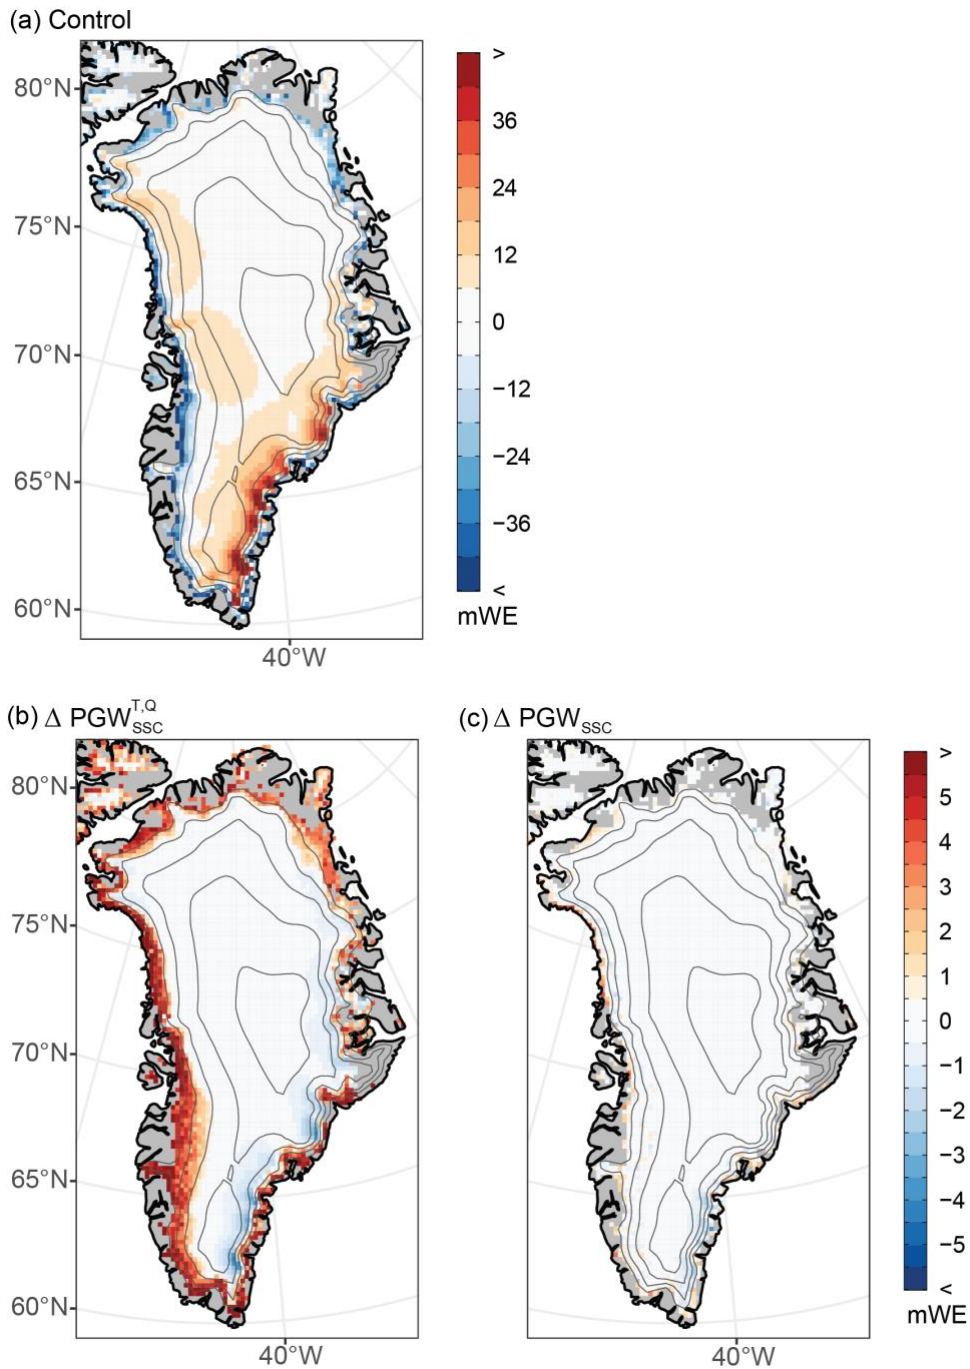 (a) Control
80°N
75°N
70°N
65°N
60°N
40°W
>
36
24
12
0
−12
−24
−36
<
mWE
(b) Δ PGW T,Q SSC
80°N
75°N
70°N
65°N
60°N
40°W
(c) Δ PGW SSC
40°W
>
5
4
3
2
1
0
−1
−2
−3
−4
−5
<
mWE